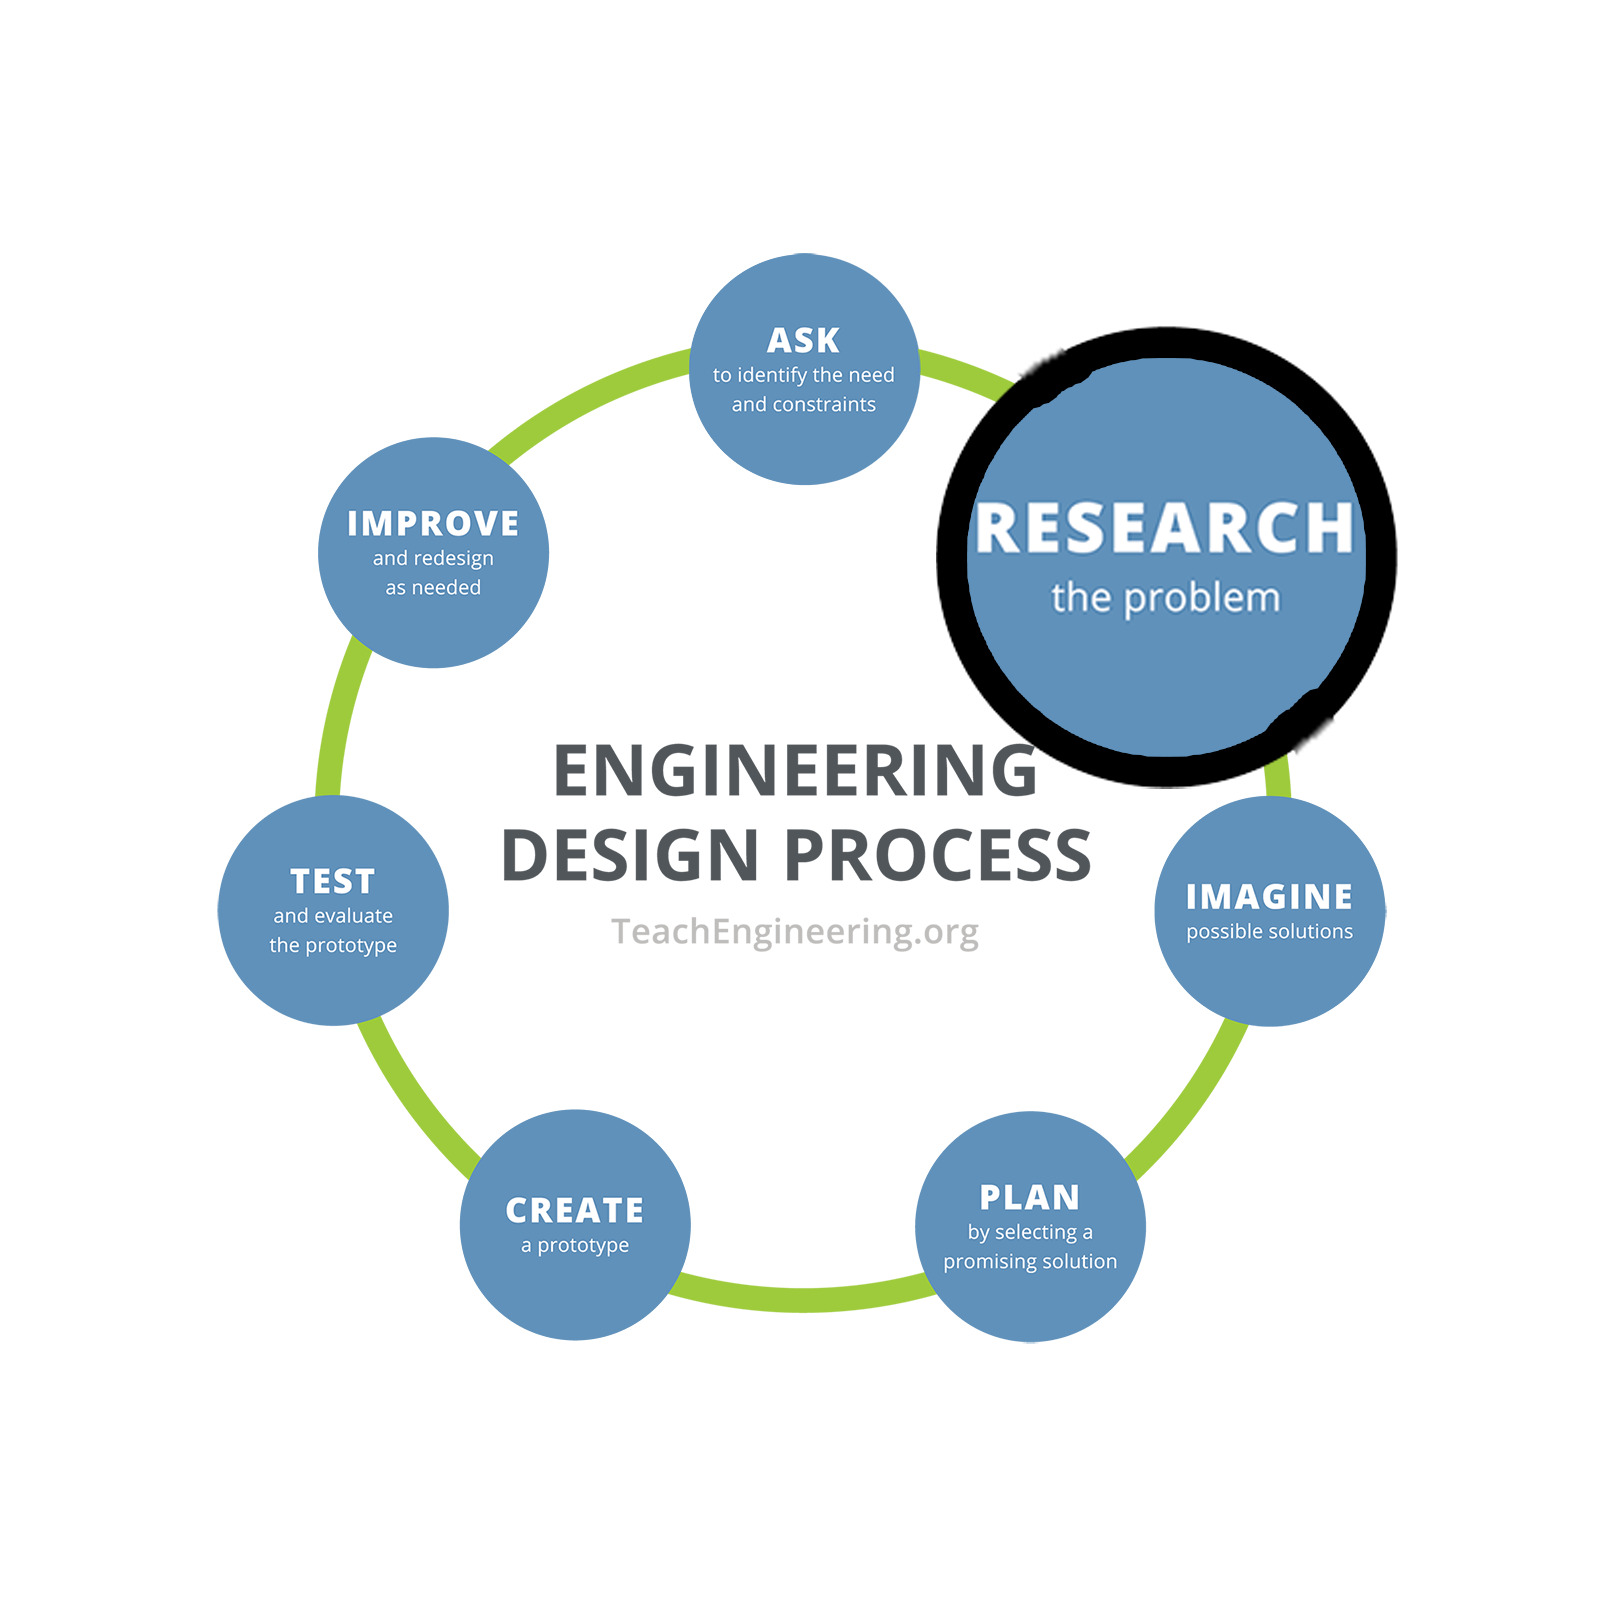 ASK
to identify the need
and constraints
RESEARCH
the problem
IMAGINE
possible solutions
PLAN
by selecting a
promising solution
CREATE
a prototype
TEST
and evaluate
the prototype
IMPROVE
and redesign
as needed
ENGINEERING
DESIGN PROCESS
TeachEngineering.org